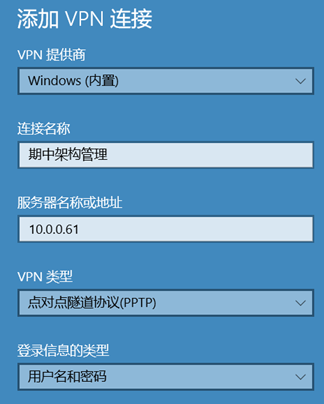 添加 VPN 连接
VPN 提供商
Windows (内置)
连接名称
期中架构管理
服务器名称或地址
10.0.0.61
VPN 类型
点对点隧道协议(PPTP)
登录信息的类型
用户名和密码